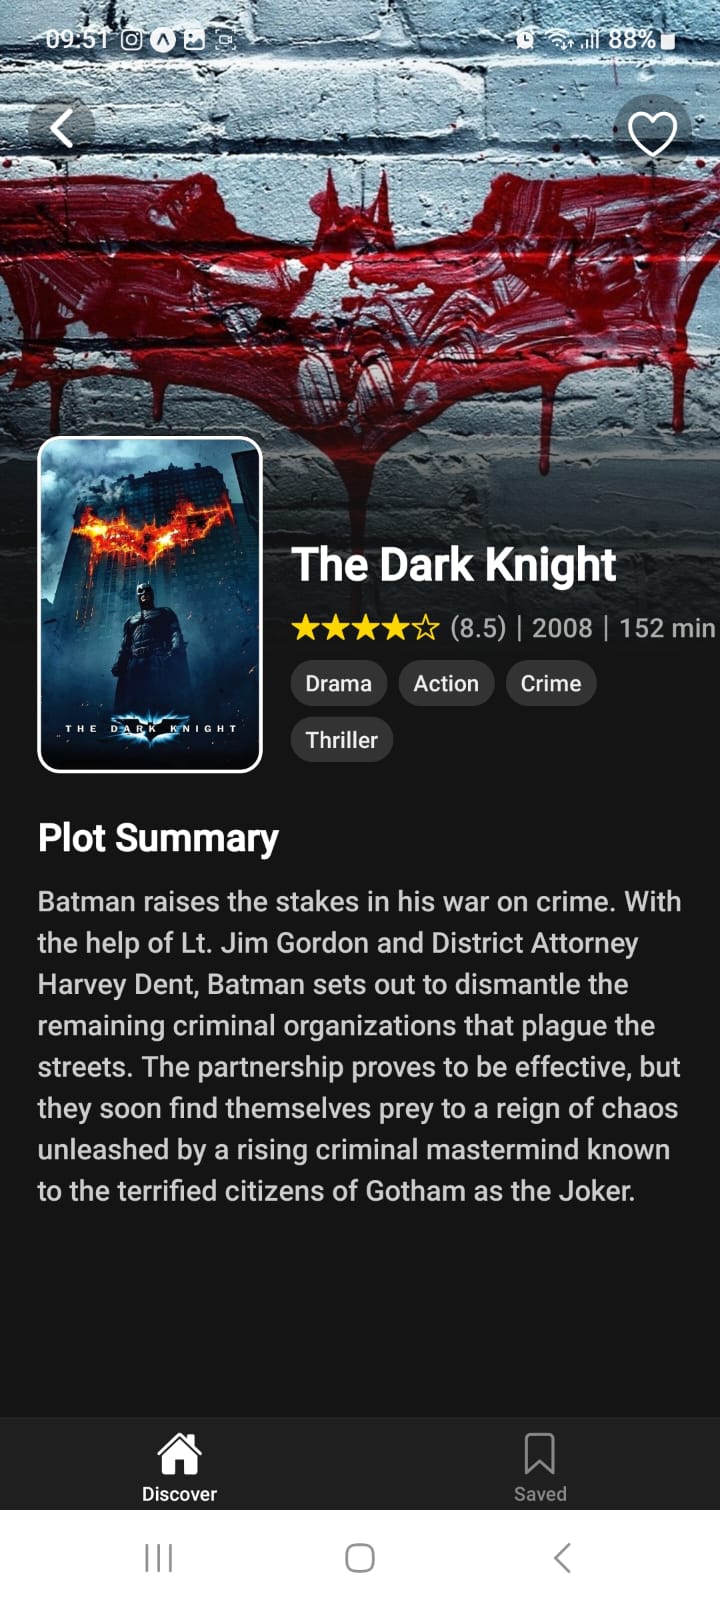 09:51 88%
The Dark Knight
★★★★☆ (8.5) | 2008 | 152 min
Drama Action Crime
Thriller
THE DARK KNIGHT
Plot Summary
Batman raises the stakes in his war on crime. With
the help of Lt. Jim Gordon and District Attorney
Harvey Dent, Batman sets out to dismantle the
remaining criminal organizations that plague the
streets. The partnership proves to be effective, but
they soon find themselves prey to a reign of chaos
unleashed by a rising criminal mastermind known
to the terrified citizens of Gotham as the Joker.
Discover Saved